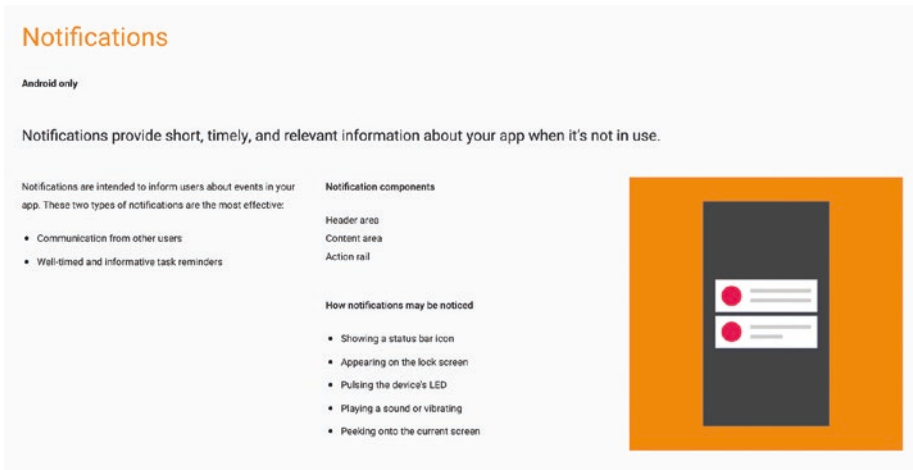 Notifications
Android only
Notifications provide short, timely, and relevant information about your app when it's not in use.
Notifications are intended to inform users about events in your
app. These two types of notifications are the most effective:
• Communication from other users
• Well-timed and informative task reminders
Notification components
Header area
Content area
Action rail
How notifications may be noticed
• Showing a status bar icon
• Appearing on the lock screen
• Pulsing the device's LED
• Playing a sound or vibrating
• Peeking onto the current screen